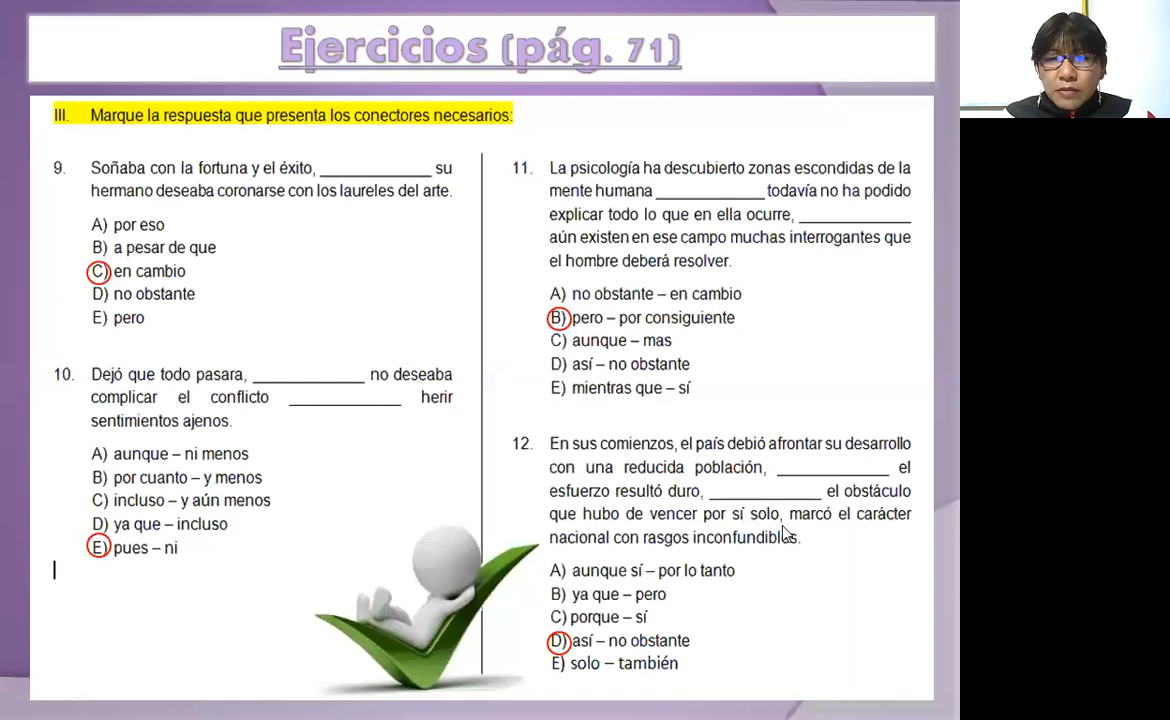 Ejercicios (pág. 71)
III. Marque la respuesta que presenta los conectores necesarios:
9. Soñaba con la fortuna y el éxito, ____________ su
hermano deseaba coronarse con los laureles del arte.
A) por eso
B) a pesar de que
C) en cambio
D) no obstante
E) pero
10. Dejó que todo pasara, ____________ no deseaba
complicar el conflicto ____________ herir
sentimientos ajenos.
A) aunque – ni menos
B) por cuanto – y menos
C) incluso – y aún menos
D) ya que – incluso
E) pues – ni
11. La psicología ha descubierto zonas escondidas de la
mente humana ____________ todavía no ha podido
explicar todo lo que en ella ocurre, ____________
aún existen en ese campo muchas interrogantes que
el hombre deberá resolver.
A) no obstante – en cambio
B) pero – por consiguiente
C) aunque – mas
D) así – no obstante
E) mientras que – sí
12. En sus comienzos, el país debió afrontar su desarrollo
con una reducida población, ____________ el
esfuerzo resultó duro, ____________ el obstáculo
que hubo de vencer por sí solo, marcó el carácter
nacional con rasgos inconfundibles.
A) aunque sí – por lo tanto
B) ya que – pero
C) porque – sí
D) así – no obstante
E) solo – también